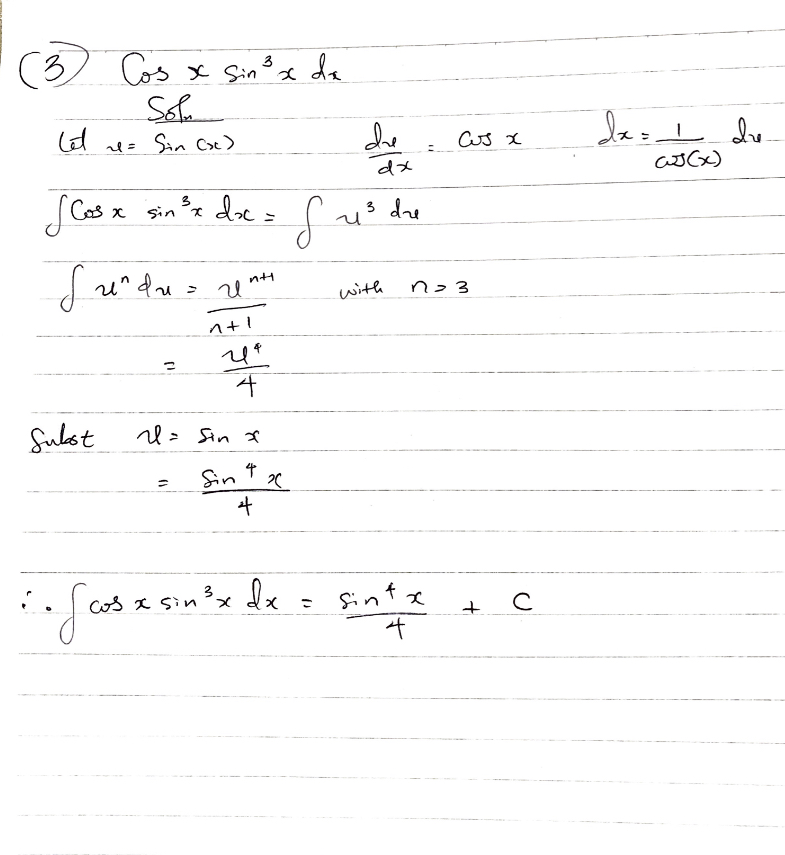 (3) Cos x sin³x dx
Soln
Let u = Sin (x) du/dx = cos x dx = 1/cos(x) du
∫ Cos x sin³x dx = ∫ u³ du
∫ uⁿ du = uⁿ⁺¹/n+1 with n = 3
= u⁴/4
Subst u = sin x
= Sin⁴x/4
∴ ∫ cos x sin³x dx = sin⁴x/4 + C